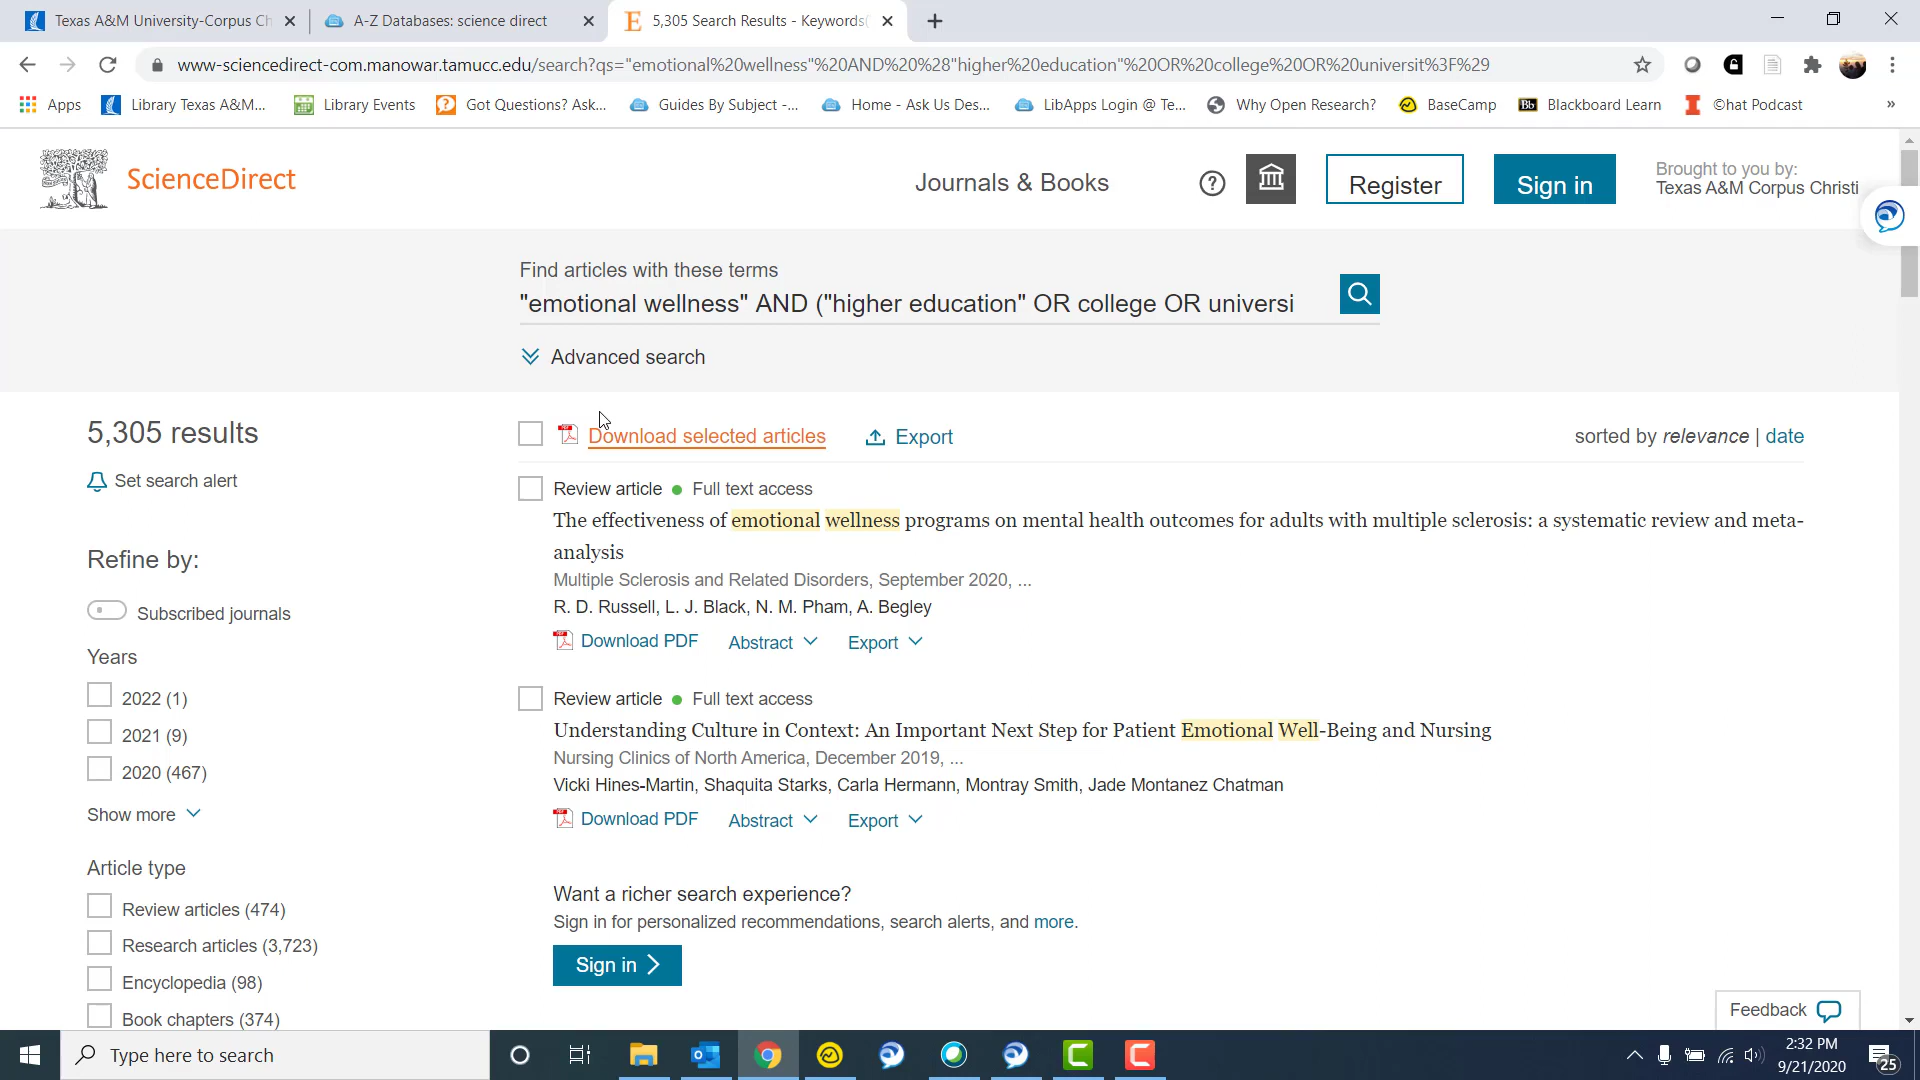 Texas A&M University-Corpus Ch
A-Z Databases: science direct
5,305 Search Results - Keywords(
www-sciencedirect-com.manowar.tamucc.edu/search?qs="emotional%20wellness"%20AND%20%28"higher%20education"%20OR%20college%20OR%20universit%3F%29
Apps
Library Texas A&M...
Library Events
Got Questions? Ask...
Guides By Subject -...
Home - Ask Us Des...
LibApps Login @ Te...
Why Open Research?
BaseCamp
Bb
Blackboard Learn
©hat Podcast
»
ScienceDirect
Journals & Books
?
Register
Sign in
Brought to you by:
Texas A&M Corpus Christi
Find articles with these terms
"emotional wellness" AND ("higher education" OR college OR universi
Advanced search
5,305 results
Set search alert
Download selected articles
Export
sorted by relevance | date
Review article
Full text access
The effectiveness of emotional wellness programs on mental health outcomes for adults with multiple sclerosis: a systematic review and meta-
analysis
Multiple Sclerosis and Related Disorders, September 2020, ...
R. D. Russell, L. J. Black, N. M. Pham, A. Begley
Download PDF
Abstract
Export
Review article
Full text access
Understanding Culture in Context: An Important Next Step for Patient Emotional Well-Being and Nursing
Nursing Clinics of North America, December 2019, ...
Vicki Hines-Martin, Shaquita Starks, Carla Hermann, Montray Smith, Jade Montanez Chatman
Download PDF
Abstract
Export
Want a richer search experience?
Sign in for personalized recommendations, search alerts, and more.
Sign in
Refine by:
Subscribed journals
Years
2022 (1)
2021 (9)
2020 (467)
Show more
Article type
Review articles (474)
Research articles (3,723)
Encyclopedia (98)
Book chapters (374)
Feedback
Type here to search
2:32 PM
9/21/2020
25